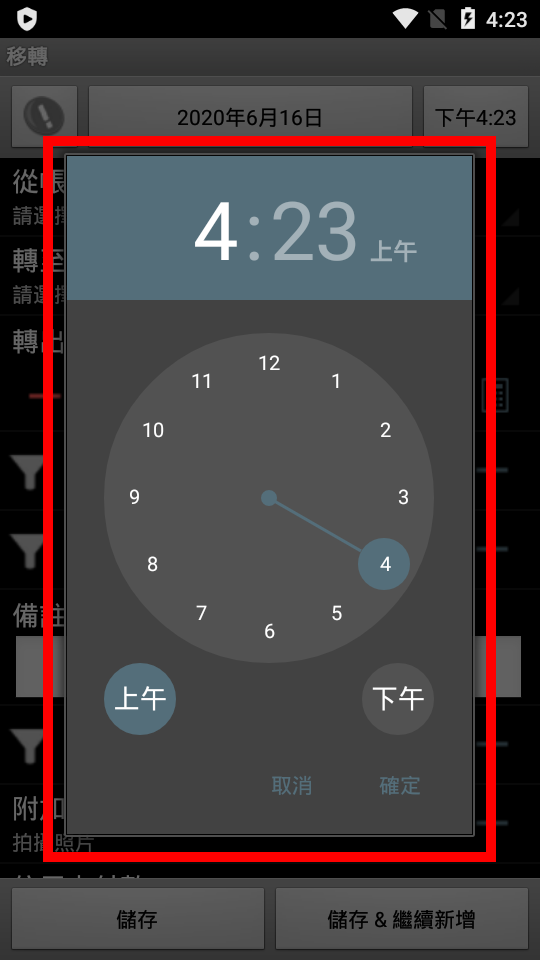 4:23
移轉
2020年6月16日
下午4:23
從帳
請選擇
轉至
請選擇
轉出
4:23 上午
12
11
1
10
2
9
3
8
4
7
5
6
上午
下午
備註
取消
確定
附加
拍攝照片
儲存
儲存 & 繼續新增